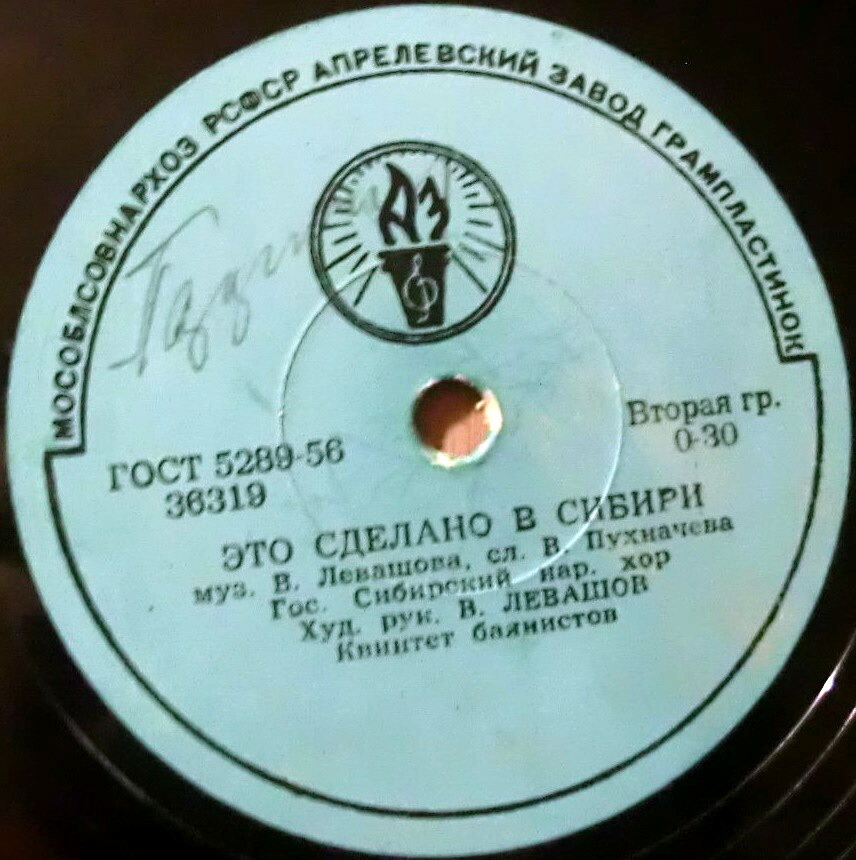 МОСОБЛСОВНАРХОЗ РСФСР АПРЕЛЕВСКИЙ ЗАВОД ГРАМПЛАСТИНОК
АЗ
ГОСТ 5289-56
36319
Вторая гр.
0-30
ЭТО СДЕЛАНО В СИБИРИ
муз. В. Левашова, сл. В. Пухначева
Гос. Сибирский нар. хор
Худ. рук. В. ЛЕВАШОВ
Квинтет баянистов